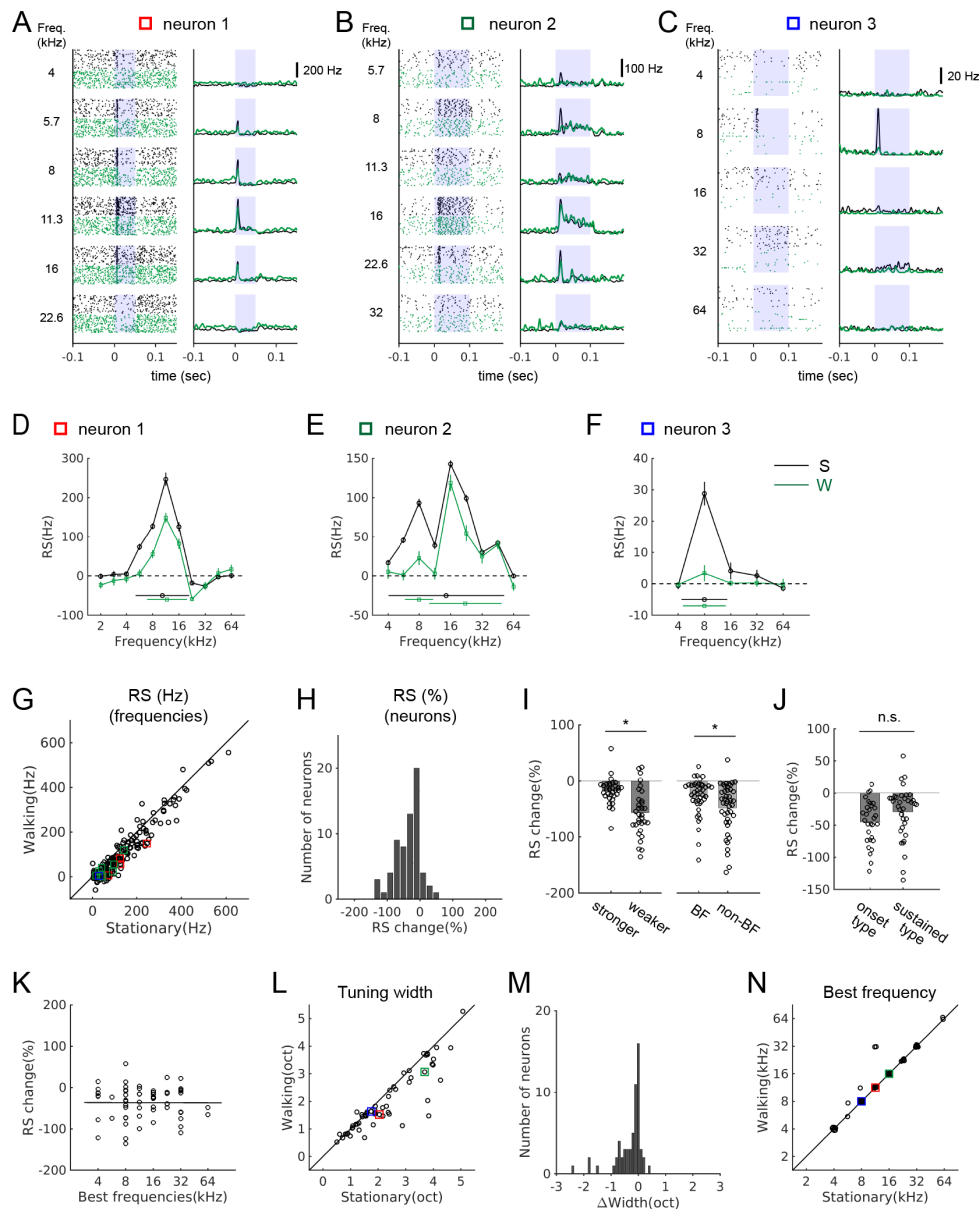 A
Freq.
(kHz)
neuron 1
4
5.7
8
11.3
16
22.6
200 Hz
-0.1 0 0.1
-0.1 0 0.1
time (sec)
B
Freq.
(kHz)
neuron 2
5.7
8
11.3
16
22.6
32
100 Hz
-0.1 0 0.1
-0.1 0 0.1
time (sec)
C
Freq.
(kHz)
neuron 3
4
8
16
32
64
20 Hz
-0.1 0 0.1
-0.1 0 0.1
time (sec)
D
neuron 1
RS(Hz)
300
200
100
0
-100
2 4 8 16 32 64
Frequency(kHz)
E
neuron 2
RS(Hz)
150
100
50
0
-50
4 8 16 32 64
Frequency(kHz)
F
neuron 3
RS(Hz)
40
30
20
10
0
-10
4 8 16 32 64
Frequency(kHz)
S
W
G
RS (Hz)
(frequencies)
Walking(Hz)
600
400
200
0
0 200 400 600
Stationary(Hz)
H
RS (%)
(neurons)
Number of neurons
20
10
0
-200 -100 0 100 200
RS change(%)
I
RS change(%)
100
0
-100
-200
*
*
stronger
weaker
BF
non-BF
J
n.s.
RS change(%)
100
50
0
-50
-100
-150
onset
type
sustained
type
K
RS change(%)
200
100
0
-100
-200
4 8 16 32 64
Best frequencies(kHz)
L
Tuning width
Walking(oct)
5
4
3
2
1
0
0 1 2 3 4 5
Stationary(oct)
M
Number of neurons
20
10
0
-3 -2 -1 0 1 2 3
ΔWidth(oct)
N
Best frequency
Walking(kHz)
64
32
16
8
4
2
2 4 8 16 32 64
Stationary(kHz)